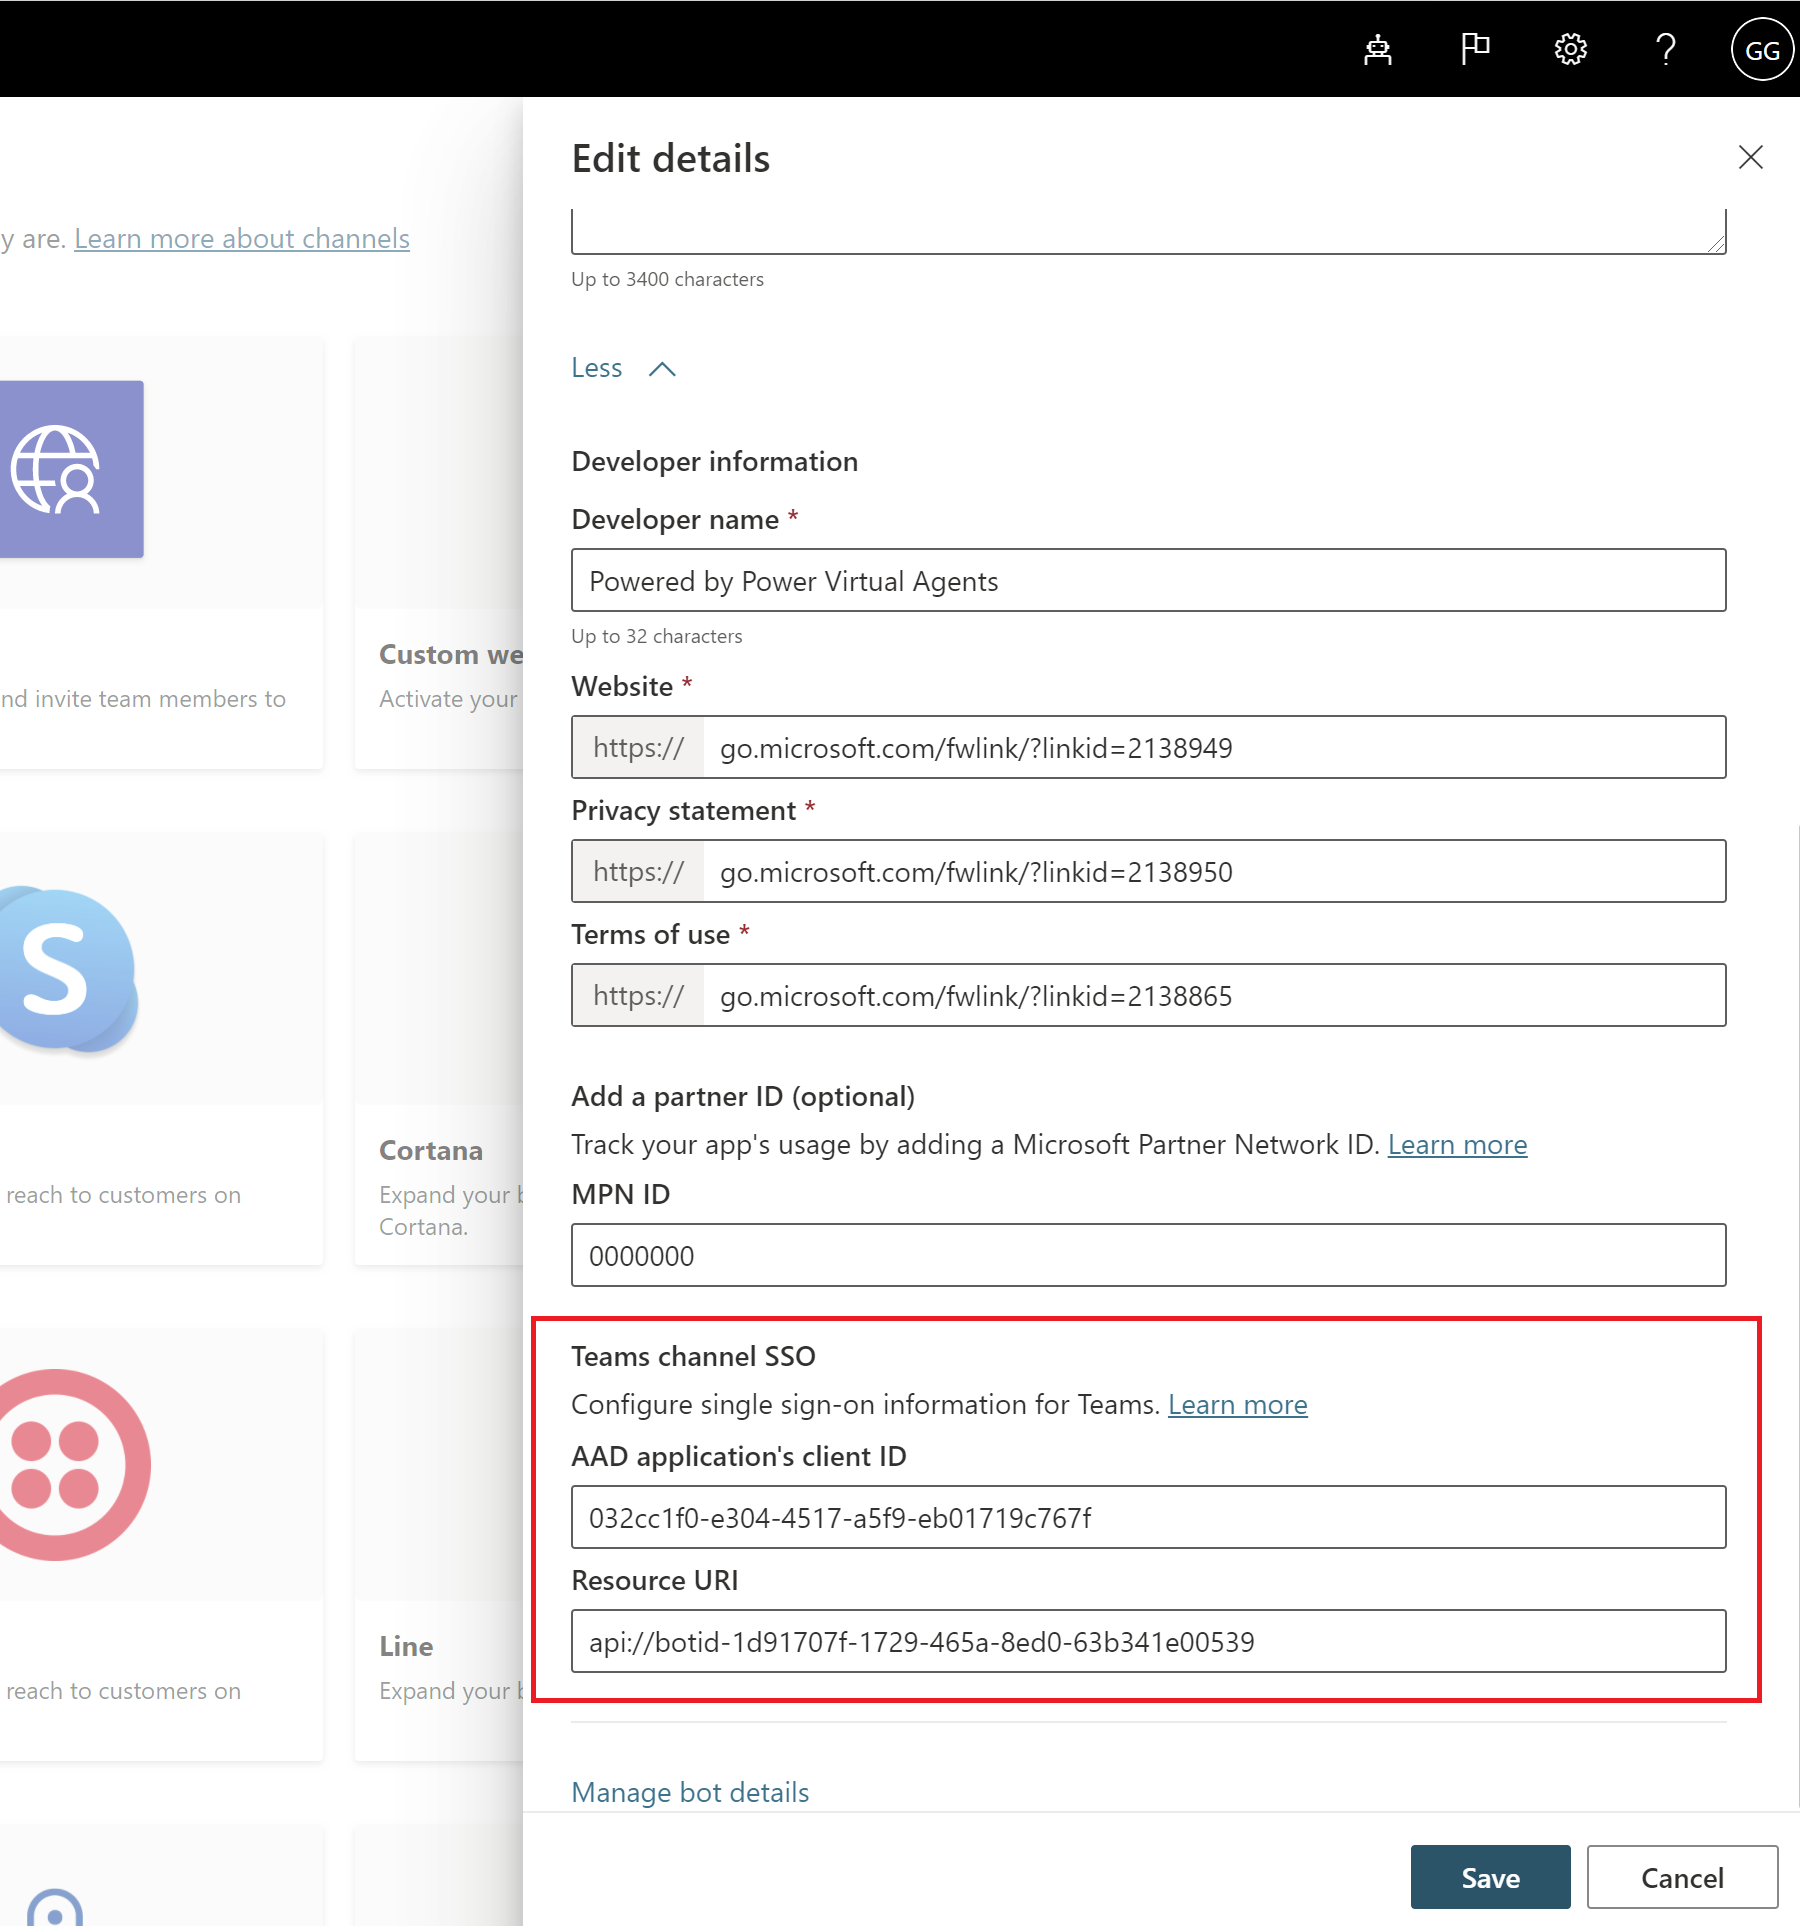 GG
y are. Learn more about channels
nd invite team members to
Custom we
Activate your
reach to customers on
Cortana
Expand your b
Cortana.
reach to customers on
Line
Expand your b
Edit details
Up to 3400 characters
Less
Developer information
Developer name *
Powered by Power Virtual Agents
Up to 32 characters
Website *
https:// go.microsoft.com/fwlink/?linkid=2138949
Privacy statement *
https:// go.microsoft.com/fwlink/?linkid=2138950
Terms of use *
https:// go.microsoft.com/fwlink/?linkid=2138865
Add a partner ID (optional)
Track your app's usage by adding a Microsoft Partner Network ID. Learn more
MPN ID
0000000
Teams channel SSO
Configure single sign-on information for Teams. Learn more
AAD application's client ID
032cc1f0-e304-4517-a5f9-eb01719c767f
Resource URI
api://botid-1d91707f-1729-465a-8ed0-63b341e00539
Manage bot details
Save
Cancel